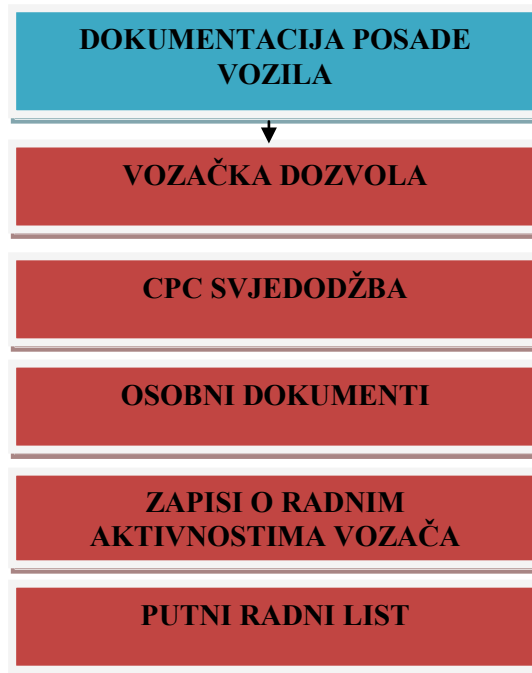 DOKUMENTACIJA POSADE
VOZILA
VOZAČKA DOZVOLA
CPC SVJEDODŽBA
OSOBNI DOKUMENTI
ZAPISI O RADNIM
AKTIVNOSTIMA VOZAČA
PUTNI RADNI LIST